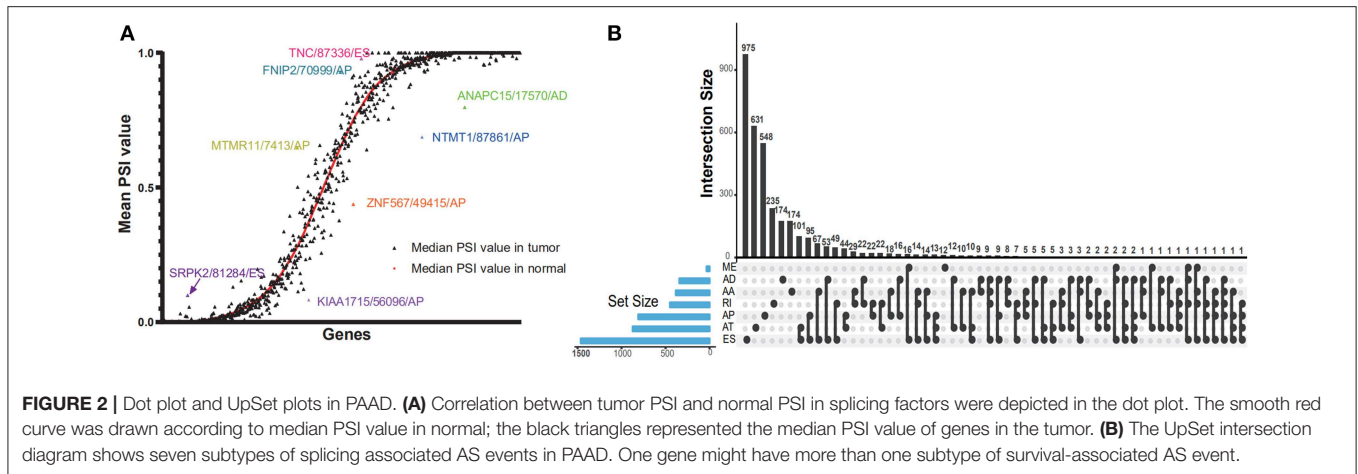 A
TNC/87336/ES
FNIP2/70999/AP
ANAPC15/17570/AD
NTMT1/87861/AP
MTMR11/7413/AP
ZNF567/49415/AP
SRPK2/81284/ES
KIAA1715/56096/AP
Median PSI value in tumor
Median PSI value in normal
1.0
0.5
0.0
Mean PSI value
Genes
B
Intersection Size
900
600
300
0
975 631 548 235 174 174 101 95 67 53 49 44 29 22 22 22 18 16 16 14 14 13 12 12 10 10 9 9 9 8 7 5 5 5 5 3 3 3 2 2 2 2 2 2 1 1 1 1 1 1 1 1 1 1 1
ME
AD
AA
RI
AP
AT
ES
Set Size
1500 1000 500 0
FIGURE 2 | Dot plot and UpSet plots in PAAD. (A) Correlation between tumor PSI and normal PSI in splicing factors were depicted in the dot plot. The smooth red
curve was drawn according to median PSI value in normal; the black triangles represented the median PSI value of genes in the tumor. (B) The UpSet intersection
diagram shows seven subtypes of splicing associated AS events in PAAD. One gene might have more than one subtype of survival-associated AS event.